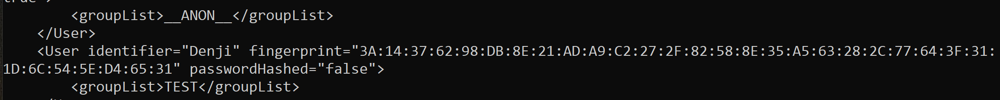 true">
<groupList>__ANON__</groupList>
</User>
<User identifier="Denji" fingerprint="3A:14:37:62:98:DB:8E:21:AD:A9:C2:27:2F:82:58:8E:35:A5:63:28:2C:77:64:3F:31:
1D:6C:54:5E:D4:65:31" passwordHashed="false">
<groupList>TEST</groupList>